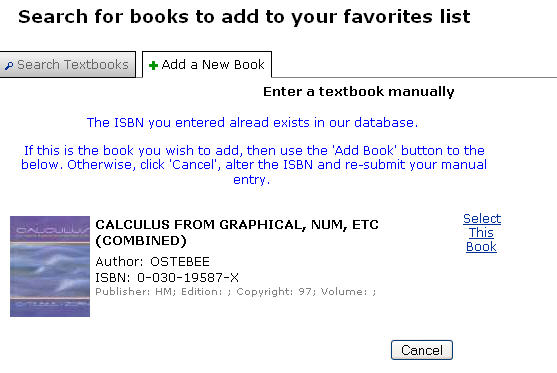 Search for books to add to your favorites list
Search Textbooks
Add a New Book
Enter a textbook manually
The ISBN you entered alread exists in our database.
If this is the book you wish to add, then use the 'Add Book' button to the
below. Otherwise, click 'Cancel', alter the ISBN and re-submit your manual
entry.
CALCULUS
CALCULUS FROM GRAPHICAL, NUM, ETC
(COMBINED)
Author: OSTEBEE
ISBN: 0-030-19587-X
Publisher: HM; Edition: ; Copyright: 97; Volume: ;
Select
This
Book
Cancel